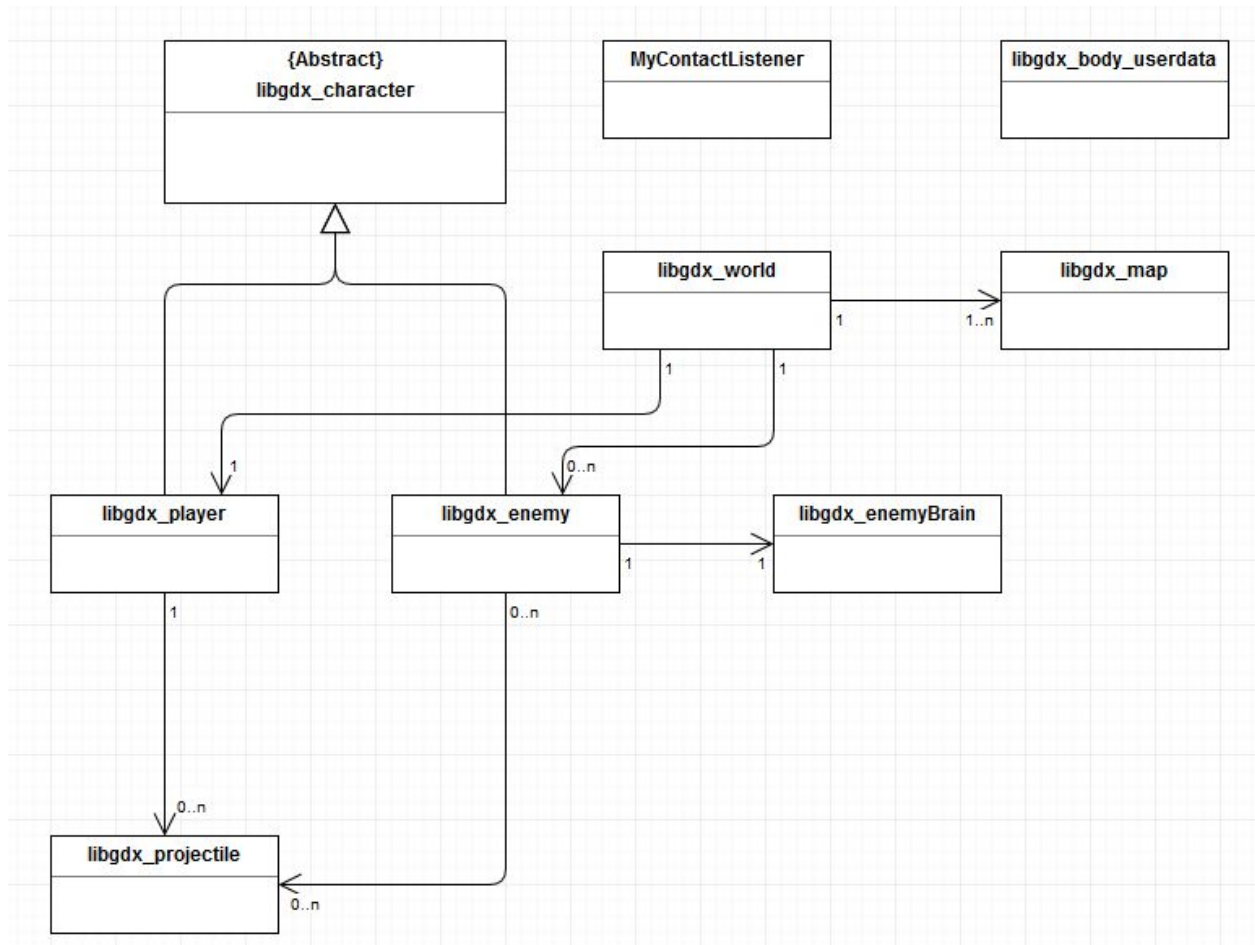 {Abstract}
libgdx_character
MyContactListener
libgdx_body_userdata
libgdx_world
libgdx_map
1
1..n
1
1
1
0..n
libgdx_player
libgdx_enemy
libgdx_enemyBrain
1
1
1
0..n
0..n
libgdx_projectile
0..n